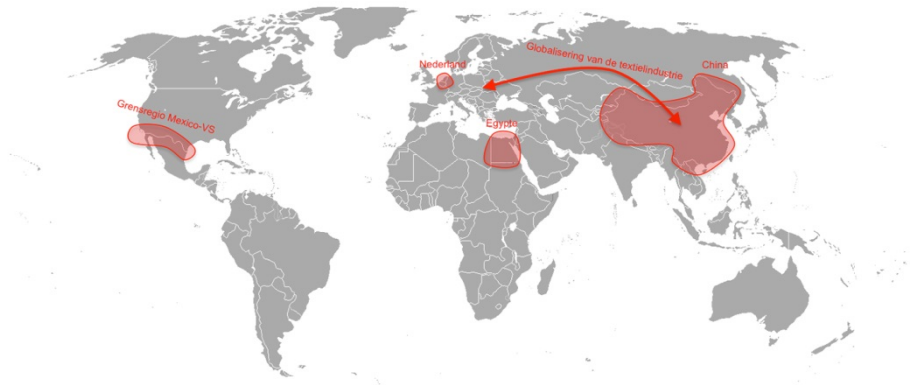 Globalisering van de textielindustrie
Nederland
China
Grensregio Mexico-VS
Egypte